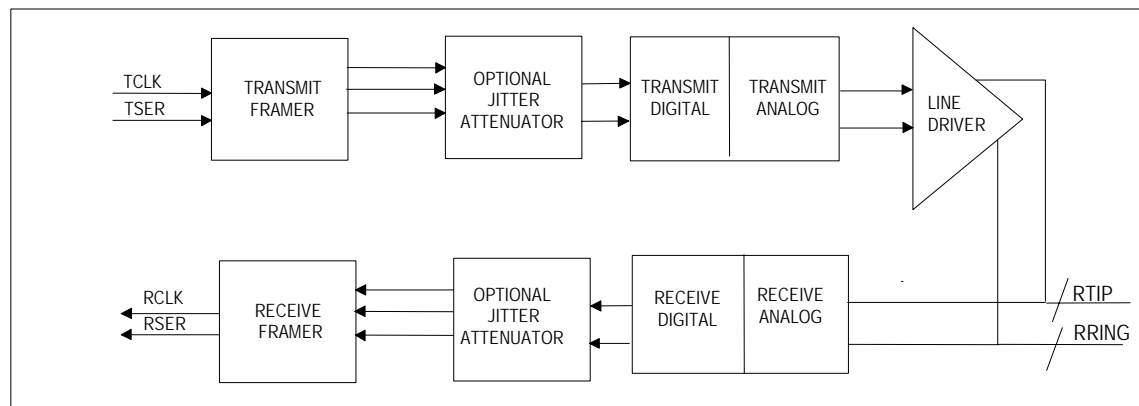 TCLK
TSER
TRANSMIT
FRAMER
OPTIONAL
JITTER
ATTENUATOR
TRANSMIT
DIGITAL
TRANSMIT
ANALOG
LINE
DRIVER
RCLK
RSER
RECEIVE
FRAMER
OPTIONAL
JITTER
ATTENUATOR
RECEIVE
DIGITAL
RECEIVE
ANALOG
RTIP
RRING